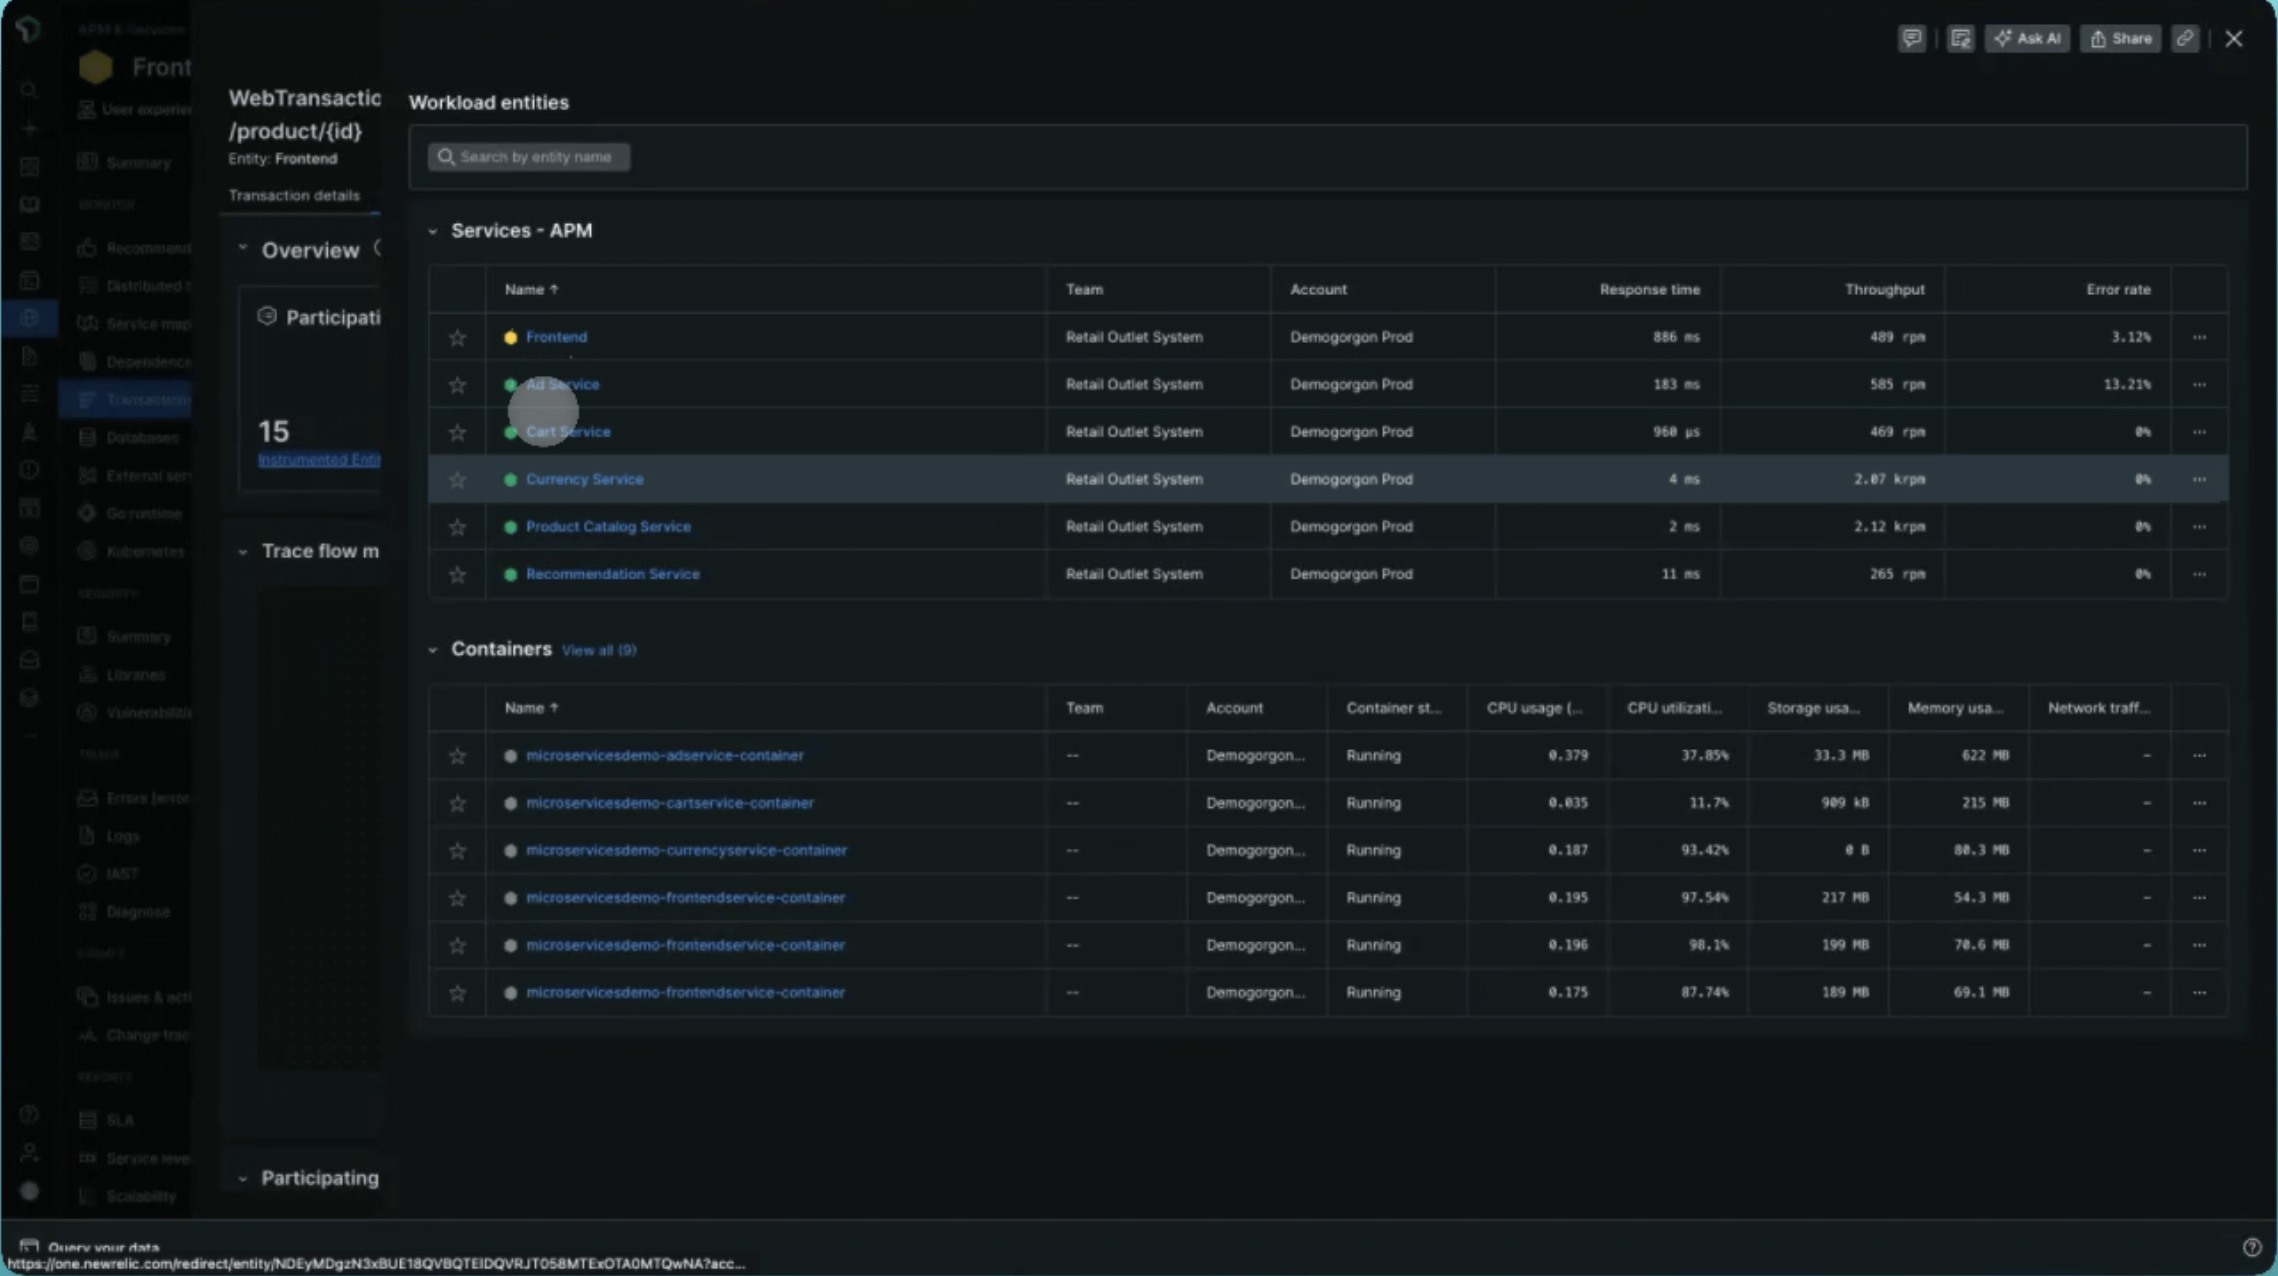 APM & Services
Front
User experien
Summary
MONITOR
Recommend
Distributed t
Service map
Dependenci
Transactions
Databases
External serv
Go runtime
Kubernetes
SECURITY
Summary
Libraries
Vulnerabiliti
TRIAGE
Errors (error
Logs
IAST
Diagnose
EVENTS
Issues & acti
Change trac
REPORTS
SLA
Service leve
Scalability
Query your data
WebTransactio
/product/{id}
Entity: Frontend
Transaction details
Overview
Participati
15
Instrumented Entit
Trace flow m
Participating
Ask AI
Share
Workload entities
Search by entity name
Services - APM
Name ↑ Team Account Response time Throughput Error rate
Frontend Retail Outlet System Demogorgon Prod 886 ms 489 rpm 3.12% ...
Ad Service Retail Outlet System Demogorgon Prod 183 ms 585 rpm 13.21% ...
Cart Service Retail Outlet System Demogorgon Prod 960 µs 469 rpm 0% ...
Currency Service Retail Outlet System Demogorgon Prod 4 ms 2.07 krpm 0% ...
Product Catalog Service Retail Outlet System Demogorgon Prod 2 ms 2.12 krpm 0% ...
Recommendation Service Retail Outlet System Demogorgon Prod 11 ms 265 rpm 0% ...
Containers View all (9)
Name ↑ Team Account Container st... CPU usage (... CPU utilizati... Storage usa... Memory usa... Network traff...
microservicesdemo-adservice-container -- Demogorgon... Running 0.379 37.85% 33.3 MB 622 MB - ...
microservicesdemo-cartservice-container -- Demogorgon... Running 0.035 11.7% 909 kB 215 MB - ...
microservicesdemo-currencyservice-container -- Demogorgon... Running 0.187 93.42% 0 B 80.3 MB - ...
microservicesdemo-frontendservice-container -- Demogorgon... Running 0.195 97.54% 217 MB 54.3 MB - ...
microservicesdemo-frontendservice-container -- Demogorgon... Running 0.196 98.1% 199 MB 70.6 MB - ...
microservicesdemo-frontendservice-container -- Demogorgon... Running 0.175 87.74% 189 MB 69.1 MB - ...